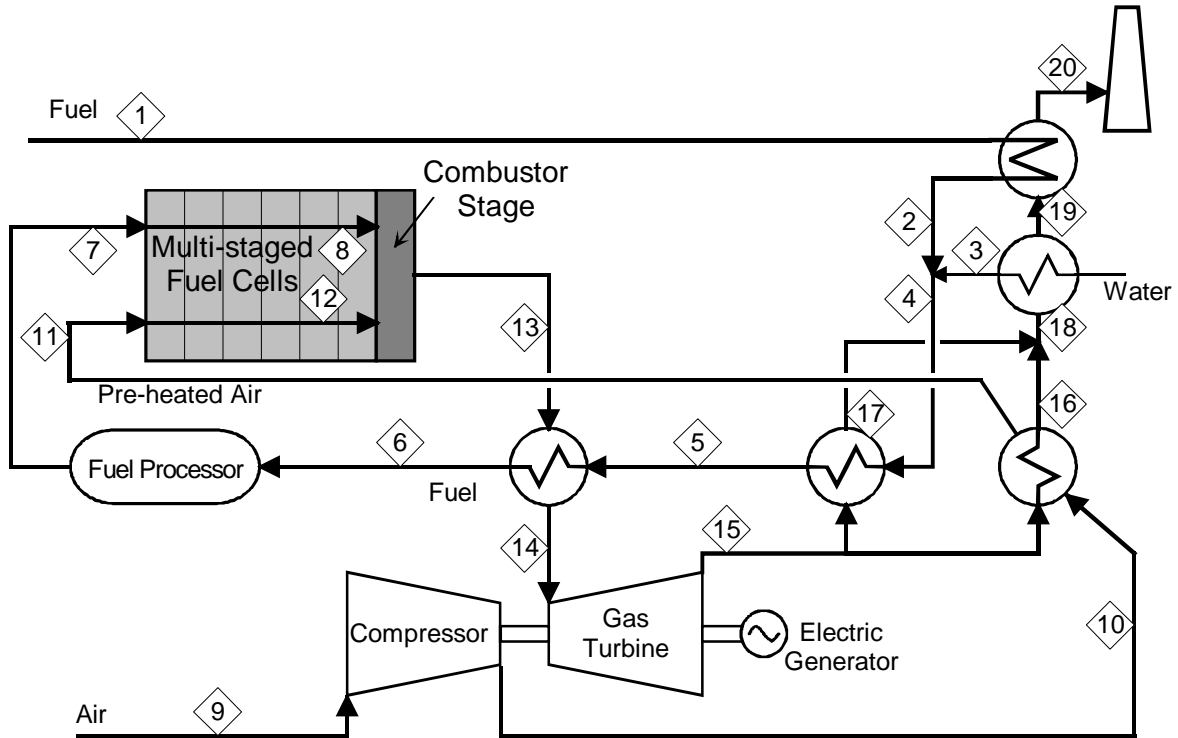 20
Fuel
1
Combustor
Stage
2
19
7
Multi-staged
Fuel Cells
8
3
Water
4
12
11
13
18
Pre-heated Air
17
16
6
5
Fuel Processor
Fuel
14
15
Compressor
Gas
Turbine
Electric
Generator
10
Air
9